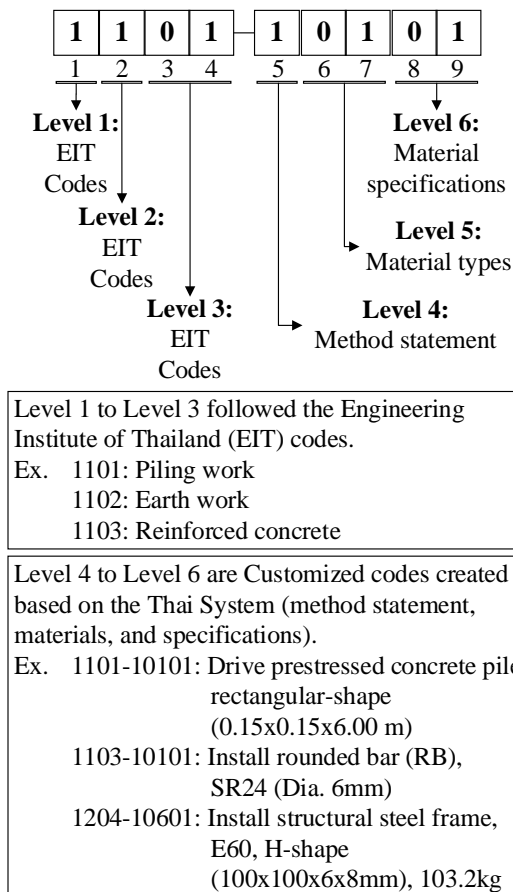 1 1 0 1 - 1 0 1 0 1
1 2 3 4 5 6 7 8 9
Level 1:
EIT
Codes
Level 2:
EIT
Codes
Level 3:
EIT
Codes
Level 6:
Material
specifications
Level 5:
Material types
Level 4:
Method statement
Level 1 to Level 3 followed the Engineering
Institute of Thailand (EIT) codes.
Ex. 1101: Piling work
1102: Earth work
1103: Reinforced concrete
Level 4 to Level 6 are Customized codes created
based on the Thai System (method statement,
materials, and specifications).
Ex. 1101-10101: Drive prestressed concrete pile
rectangular-shape
(0.15x0.15x6.00 m)
1103-10101: Install rounded bar (RB),
SR24 (Dia. 6mm)
1204-10601: Install structural steel frame,
E60, H-shape
(100x100x6x8mm), 103.2kg